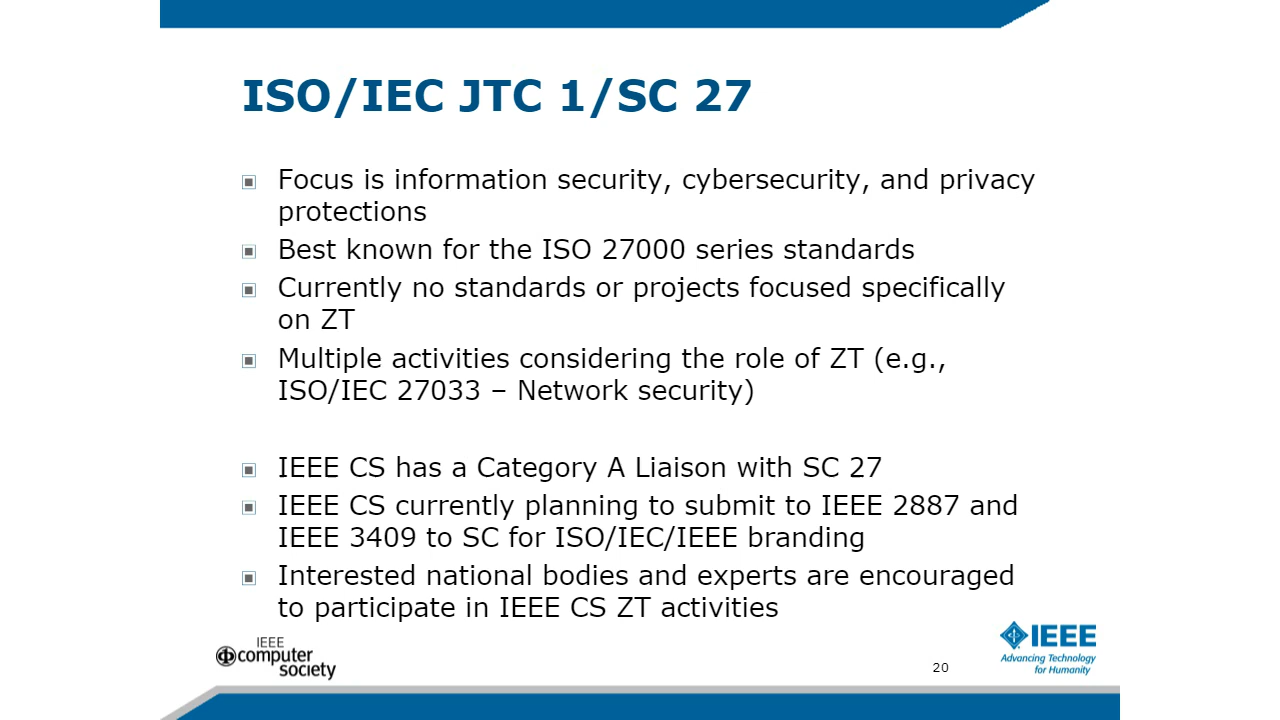 ISO/IEC JTC 1/SC 27
Focus is information security, cybersecurity, and privacy
protections
Best known for the ISO 27000 series standards
Currently no standards or projects focused specifically
on ZT
Multiple activities considering the role of ZT (e.g.,
ISO/IEC 27033 – Network security)
IEEE CS has a Category A Liaison with SC 27
IEEE CS currently planning to submit to IEEE 2887 and
IEEE 3409 to SC for ISO/IEC/IEEE branding
Interested national bodies and experts are encouraged
to participate in IEEE CS ZT activities
IEEE
computer
society
20
IEEE
Advancing Technology
for Humanity